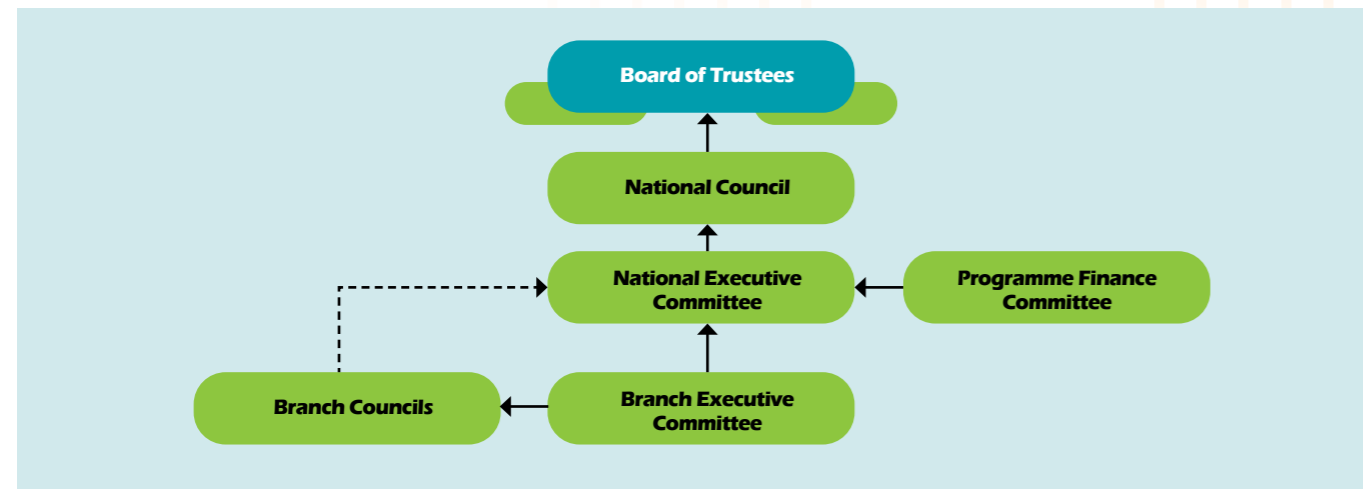 Board of Trustees
National Council
National Executive
Committee
Programme Finance
Committee
Branch Councils
Branch Executive
Committee